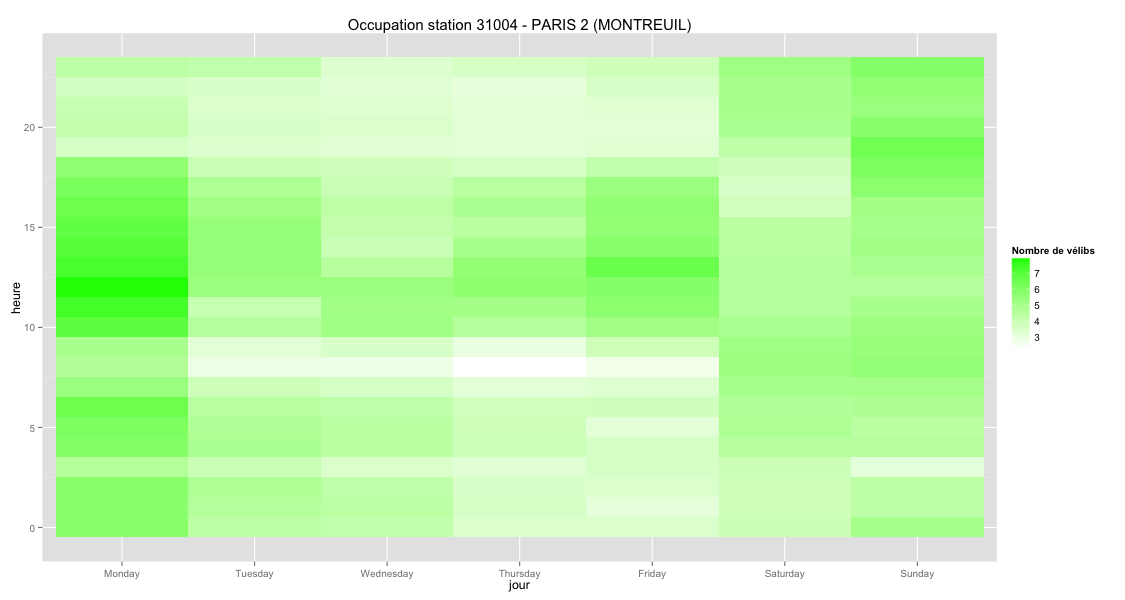 Occupation station 31004 - PARIS 2 (MONTREUIL)
heure
20
15
10
5
0
Monday Tuesday Wednesday Thursday Friday Saturday Sunday
jour
Nombre de vélibs
7
6
5
4
3